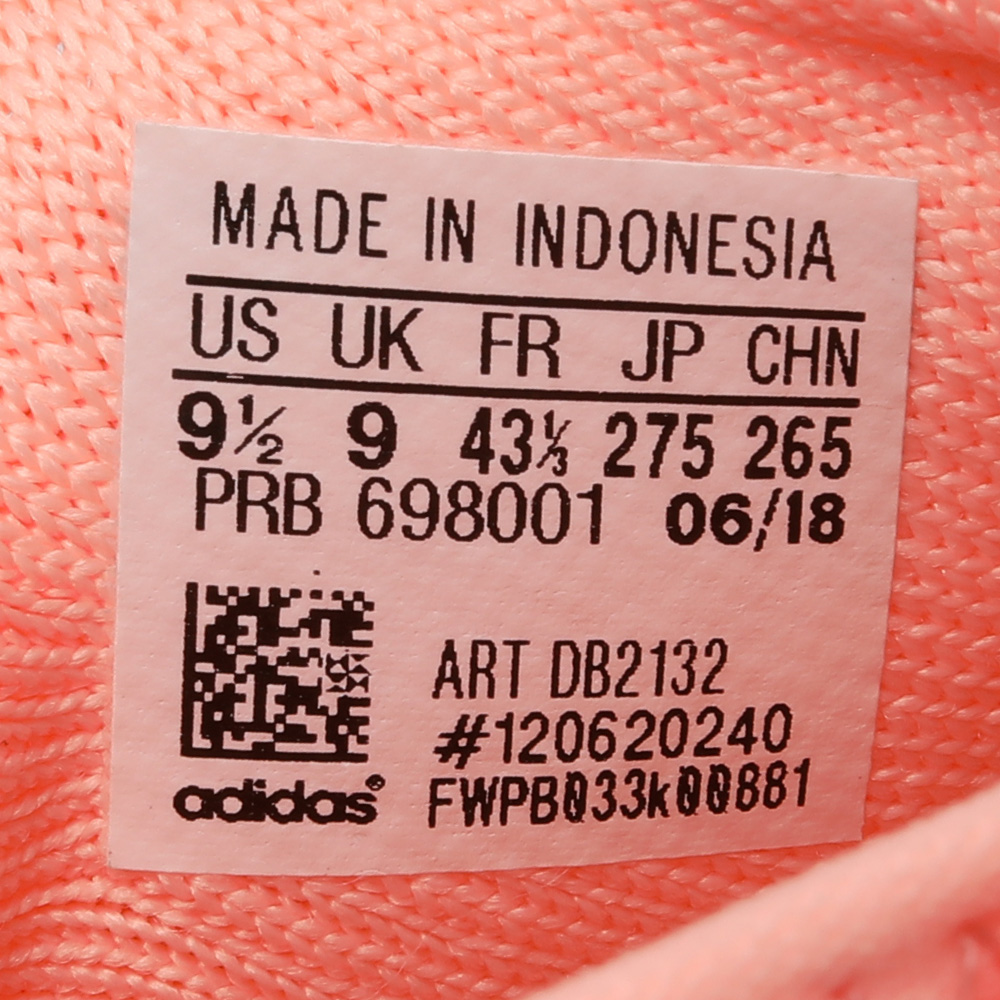 MADE IN INDONESIA
US UK FR JP CHN
9½ 9 43⅓ 275 265
PRB 698001 06/18
ART DB2132
#120620240
FWPB033k00881
adidas®